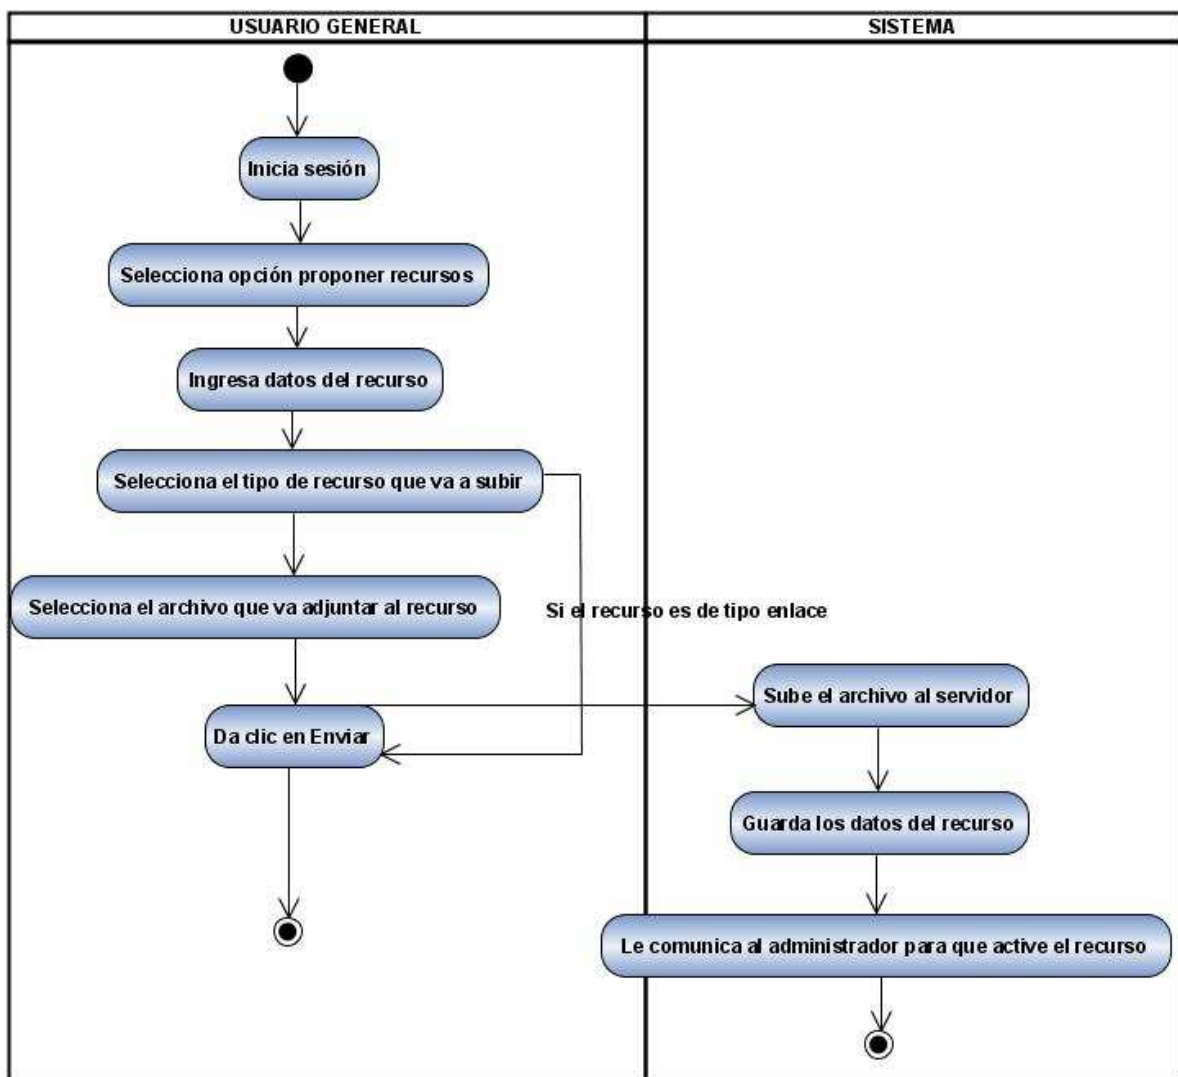 USUARIO GENERAL
SISTEMA
Inicia sesión
Selecciona opción proponer recursos
Ingresa datos del recurso
Selecciona el tipo de recurso que va a subir
Selecciona el archivo que va adjuntar al recurso
Si el recurso es de tipo enlace
Sube el archivo al servidor
Da clic en Enviar
Guarda los datos del recurso
Le comunica al administrador para que active el recurso